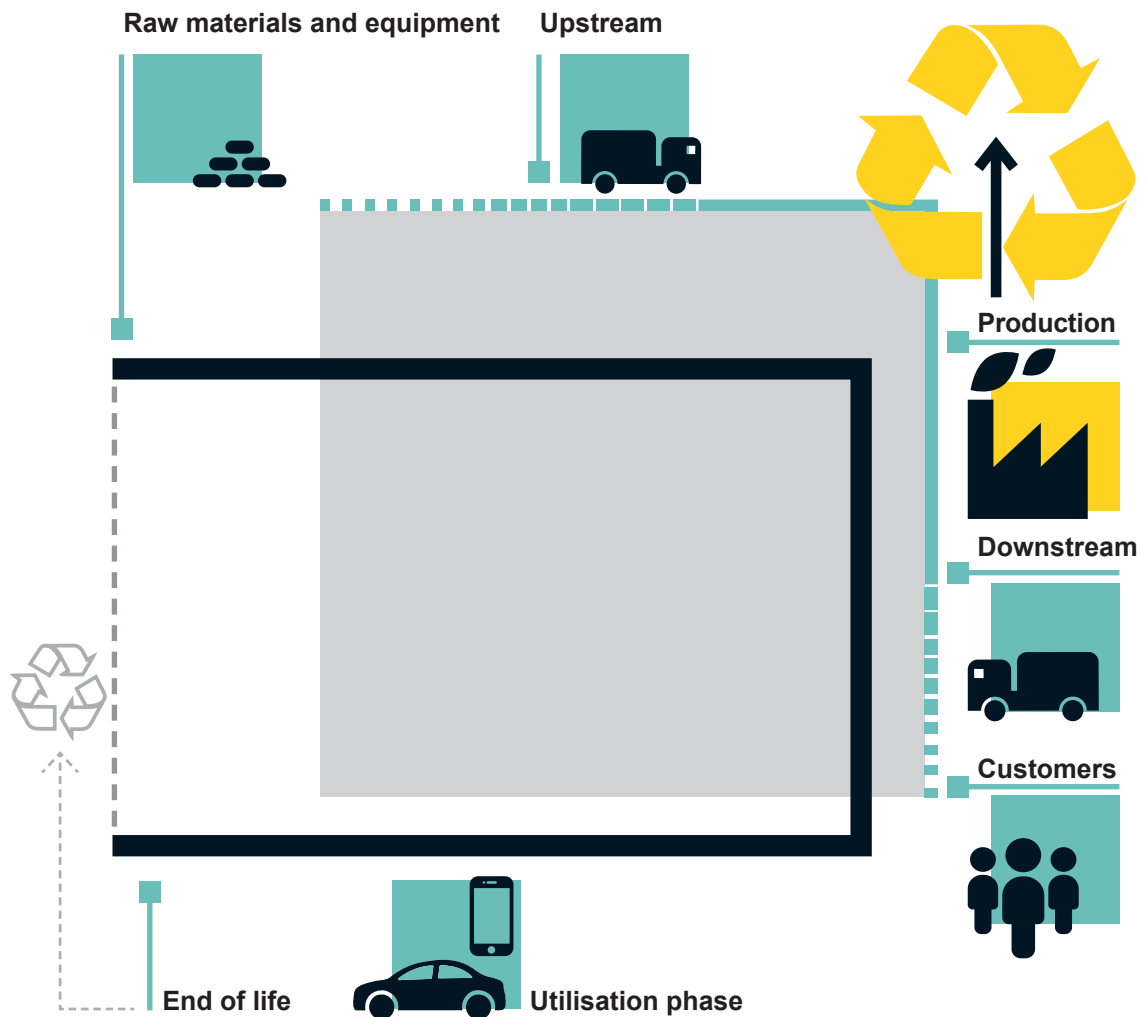 Raw materials and equipment
Upstream
Production
Downstream
Customers
End of life
Utilisation phase